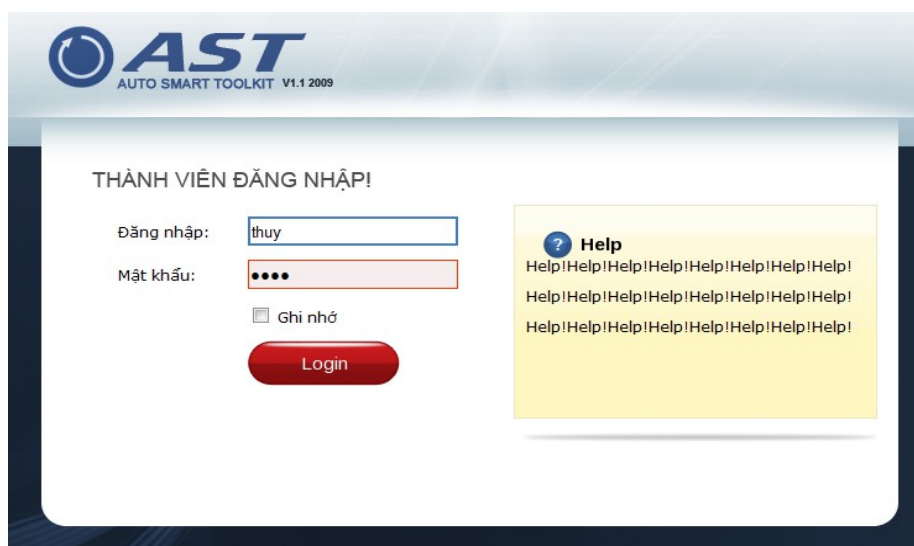 AST
AUTO SMART TOOLKIT V1.1 2009
THÀNH VIÊN ĐĂNG NHẬP!
Đăng nhập: thuy
Mật khẩu: ●●●●
Ghi nhớ
Login
? Help
Help!Help!Help!Help!Help!Help!Help!Help!
Help!Help!Help!Help!Help!Help!Help!Help!
Help!Help!Help!Help!Help!Help!Help!Help!